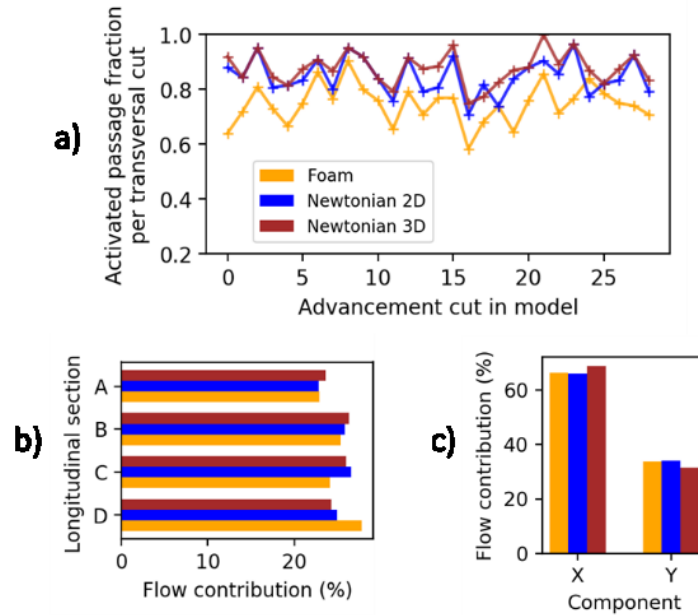 a)
Activated passage fraction
per transversal cut
1.0
0.8
0.6
0.4
0.2
Foam
Newtonian 2D
Newtonian 3D
0 5 10 15 20 25
Advancement cut in model
b)
Longitudinal section
A
B
C
D
0 10 20
Flow contribution (%)
c)
Flow contribution (%)
60
40
20
0
X Y
Component